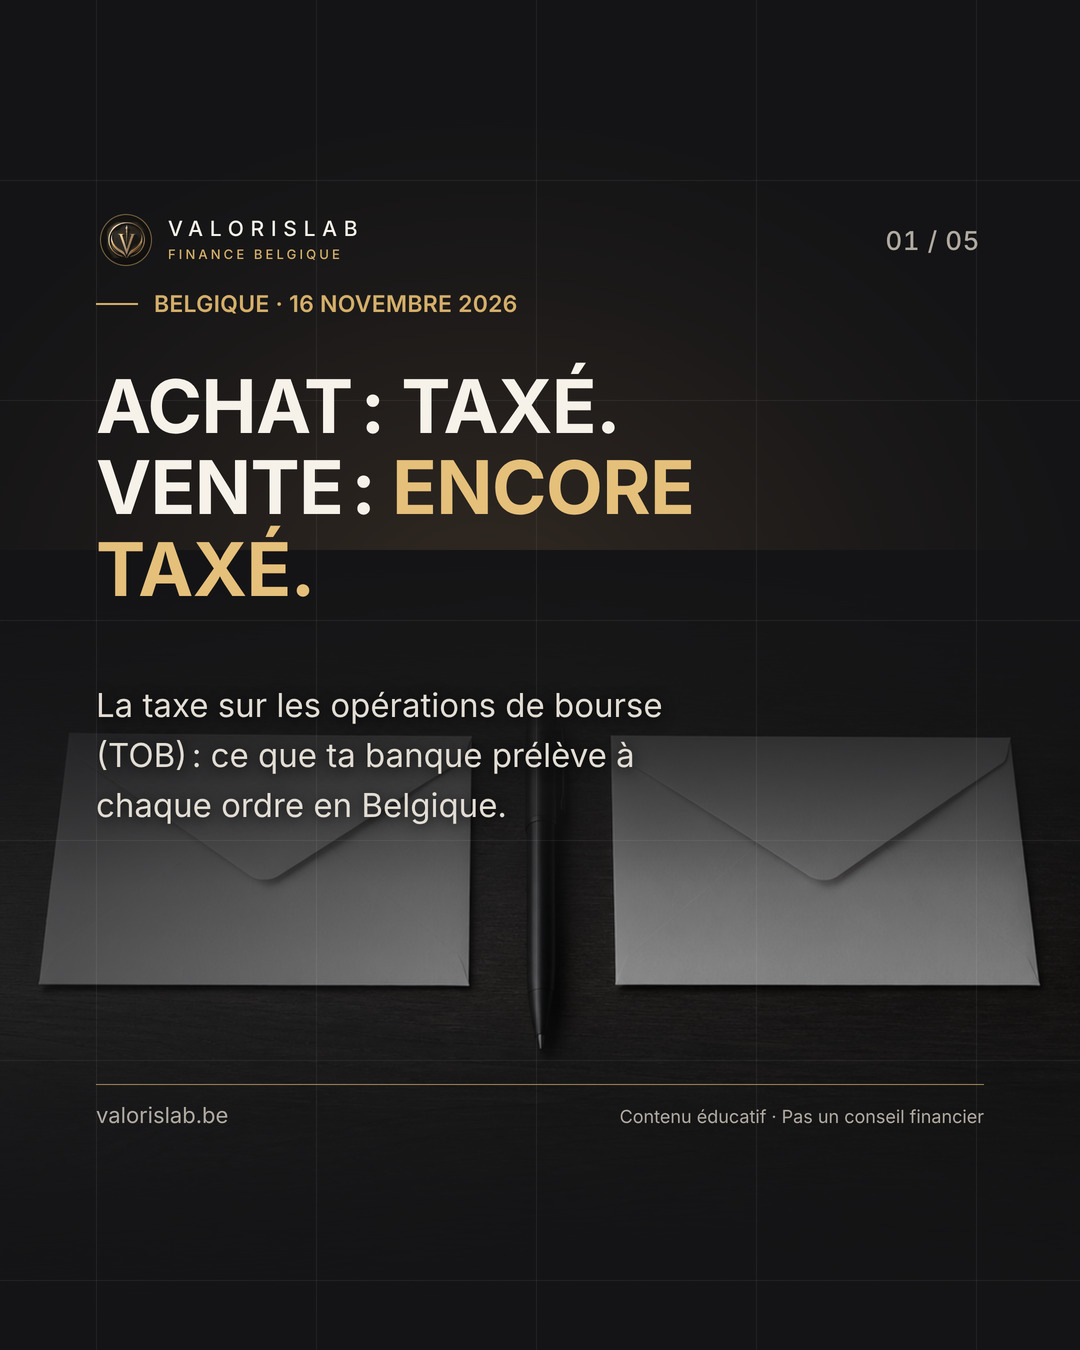 VALORISLAB
FINANCE BELGIQUE
01 / 05
BELGIQUE · 16 NOVEMBRE 2026
ACHAT : TAXÉ.
VENTE : ENCORE
TAXÉ.
La taxe sur les opérations de bourse
(TOB) : ce que ta banque prélève à
chaque ordre en Belgique.
valorislab.be
Contenu éducatif · Pas un conseil financier